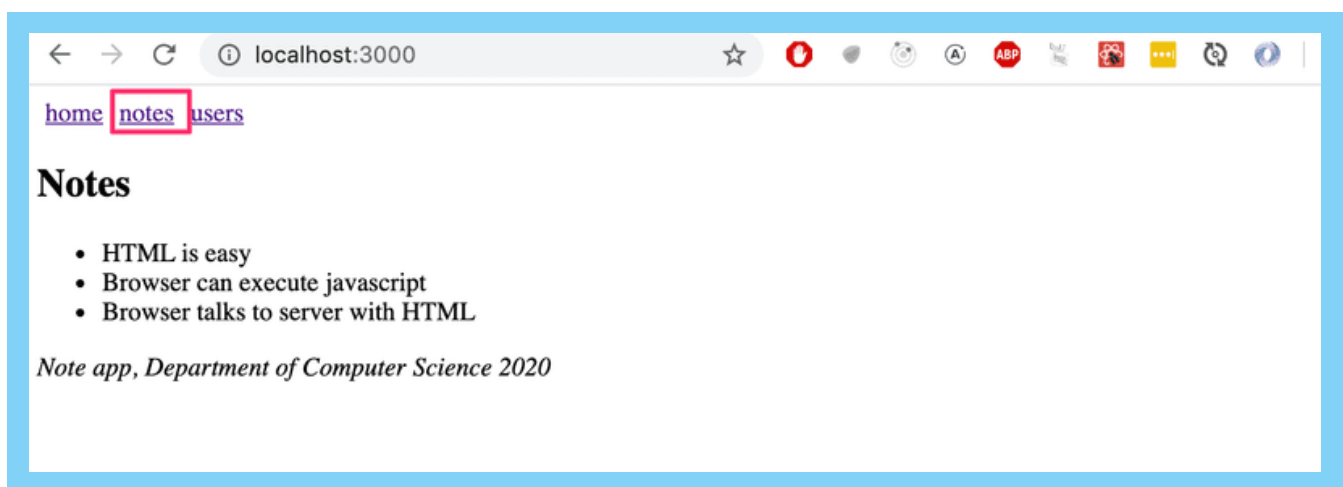 localhost:3000 ABP
home notes users
Notes
• HTML is easy
• Browser can execute javascript
• Browser talks to server with HTML
Note app, Department of Computer Science 2020